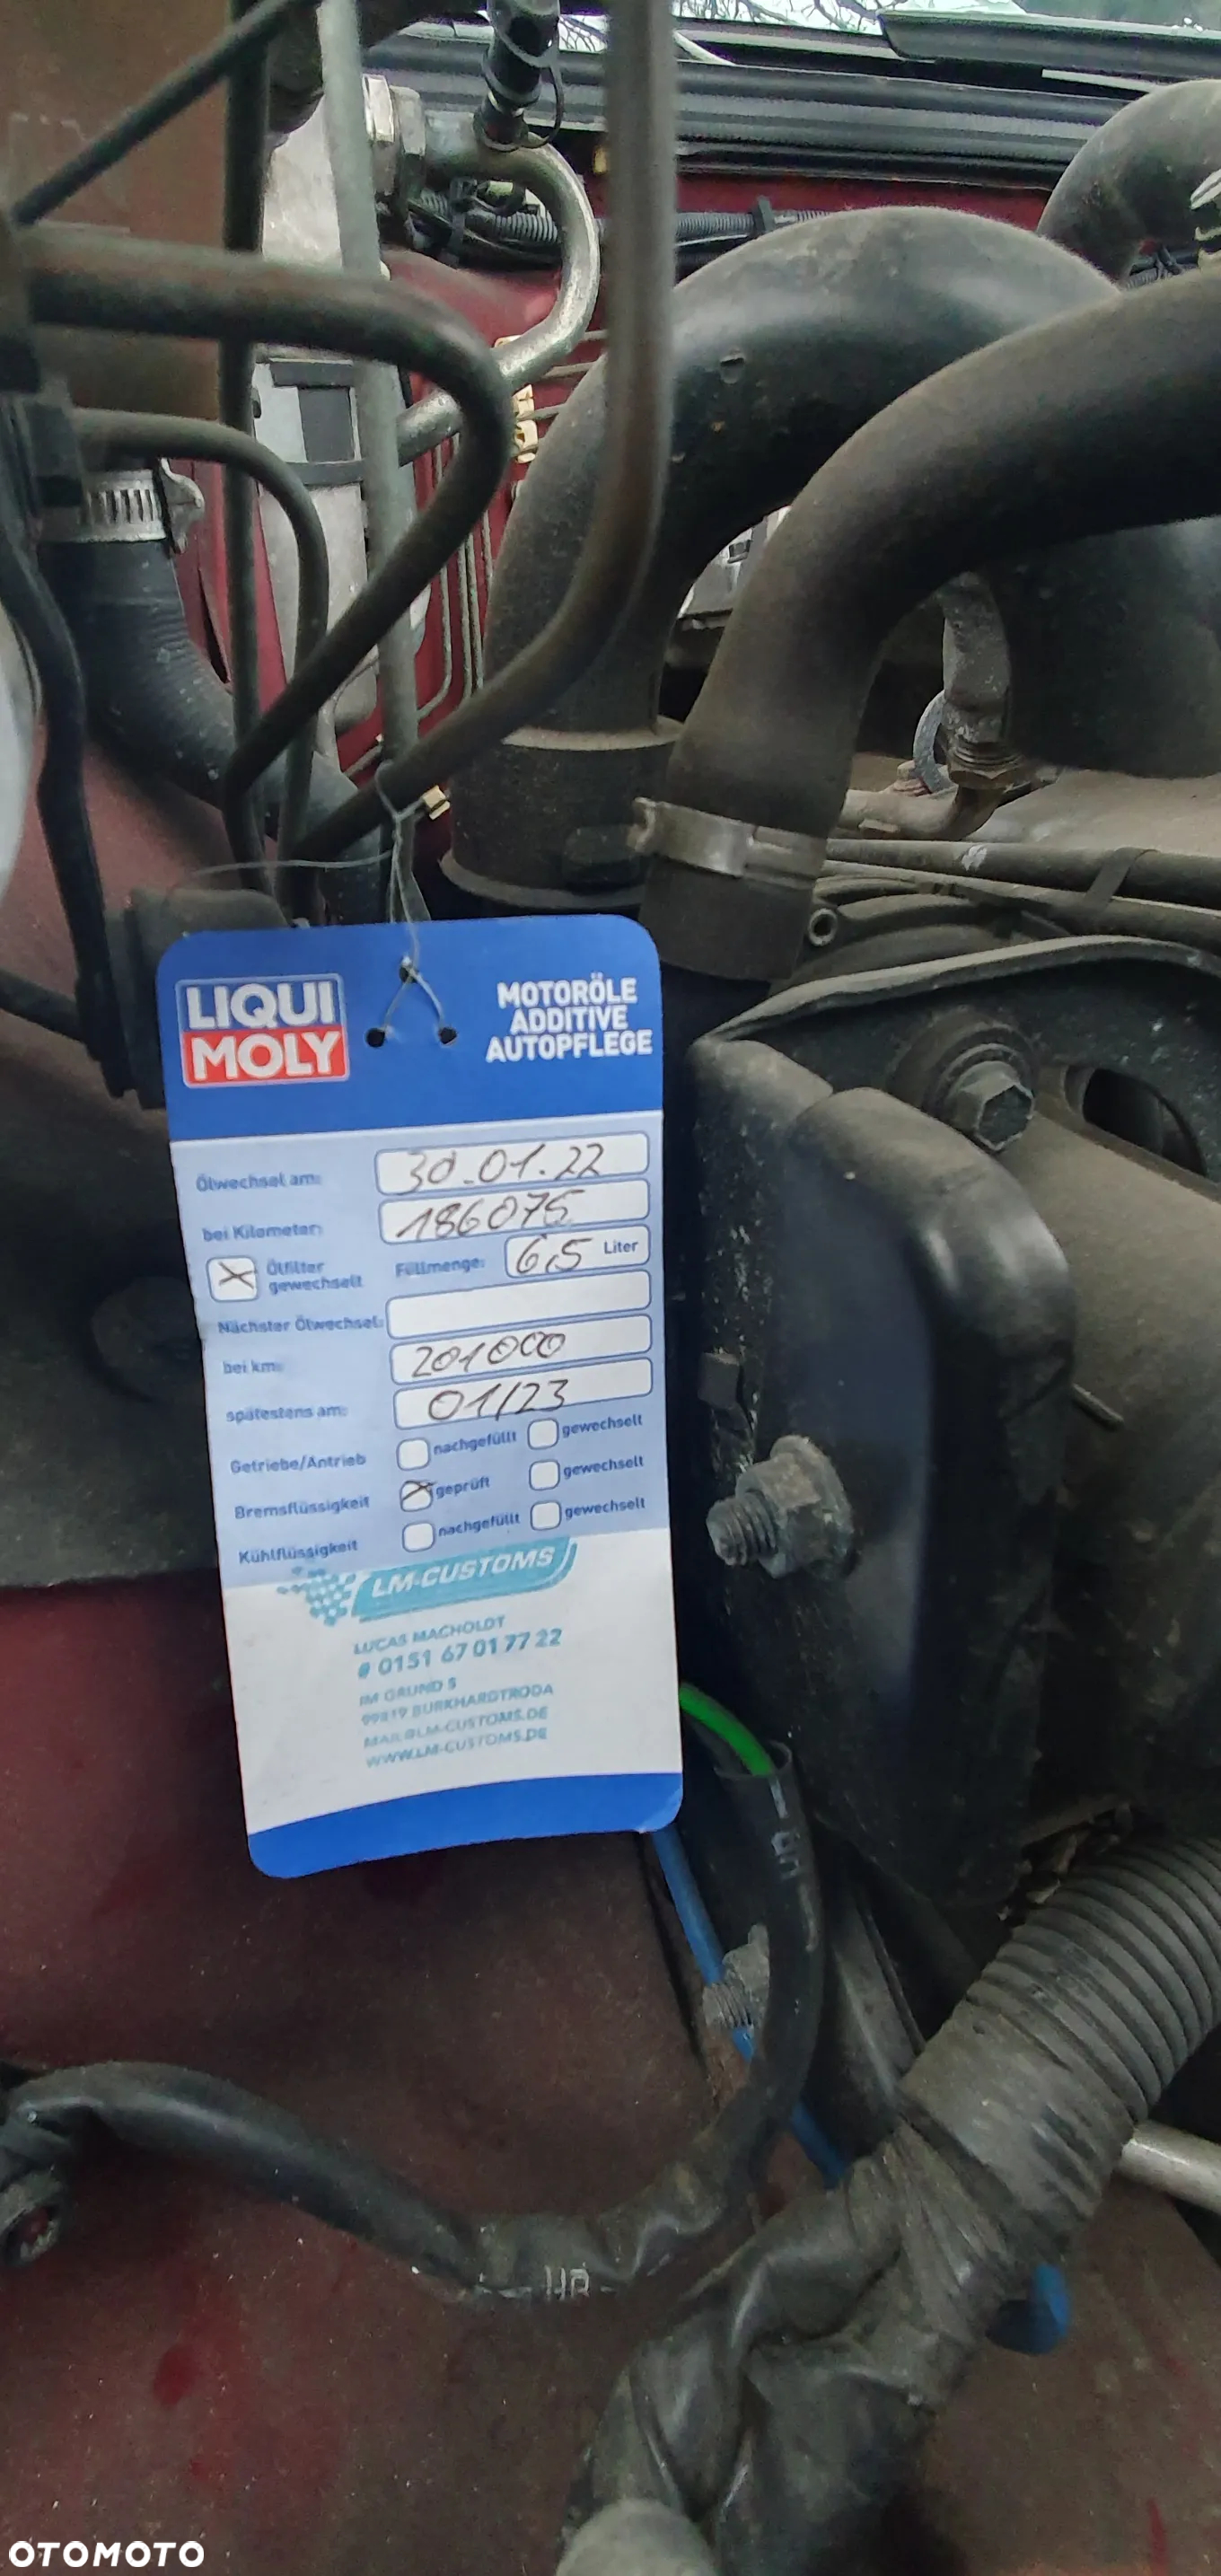 LIQUI
MOLY
MOTORÖLE
ADDITIVE
AUTOPFLEGE
Ölwechsel am: 30.01.22
bei Kilometer: 186075
Ölfilter
gewechselt
Füllmenge: 6,5 Liter
Nächster Ölwechsel:
bei km: 201000
spätestens am: 01/23
Getriebe/Antrieb nachgefüllt gewechselt
Bremsflüssigkeit geprüft gewechselt
Kühlflüssigkeit nachgefüllt gewechselt
LM-CUSTOMS
LUCAS MACHOLDT
# 0151 67 01 77 22
IM GRUND 5
99819 BURKHARDTRODA
MAIL@LM-CUSTOMS.DE
WWW.LM-CUSTOMS.DE
OTOMOTO